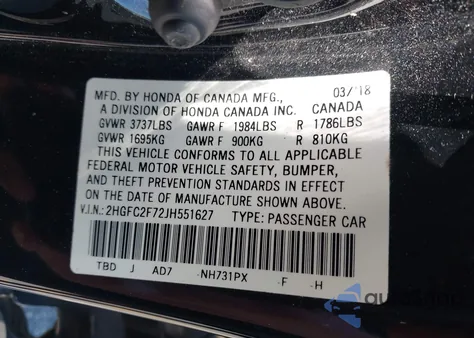 MFD. BY HONDA OF CANADA MFG., 03/18
A DIVISION OF HONDA CANADA INC. CANADA
GVWR 3737LBS GAWR F 1984LBS R 1786LBS
GVWR 1695KG GAWR F 900KG R 810KG
THIS VEHICLE CONFORMS TO ALL APPLICABLE
FEDERAL MOTOR VEHICLE SAFETY, BUMPER,
AND THEFT PREVENTION STANDARDS IN EFFECT
ON THE DATE OF MANUFACTURE SHOWN ABOVE.
V.I.N.: 2HGFC2F72JH551627 TYPE: PASSENGER CAR
TBD J AD7 -NH731PX -F -H